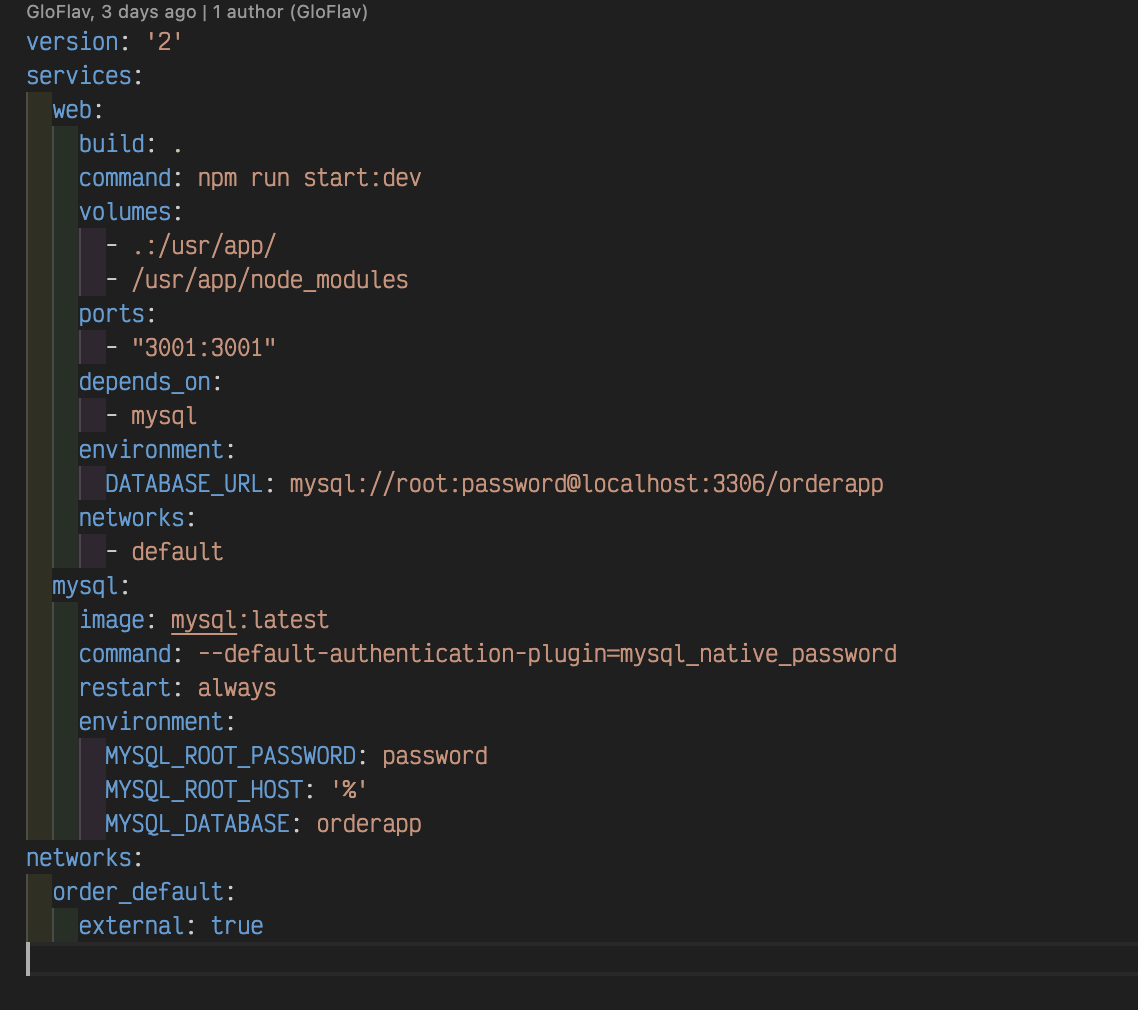 GloFlav, 3 days ago | 1 author (GloFlav)
version: '2'
services:
  web:
    build: .
    command: npm run start:dev
    volumes:
      - .:/usr/app/
      - /usr/app/node_modules
    ports:
      - "3001:3001"
    depends_on:
      - mysql
    environment:
      DATABASE_URL: mysql://root:password@localhost:3306/orderapp
    networks:
      - default
  mysql:
    image: mysql:latest
    command: --default-authentication-plugin=mysql_native_password
    restart: always
    environment:
      MYSQL_ROOT_PASSWORD: password
      MYSQL_ROOT_HOST: '%'
      MYSQL_DATABASE: orderapp
networks:
  order_default:
    external: true